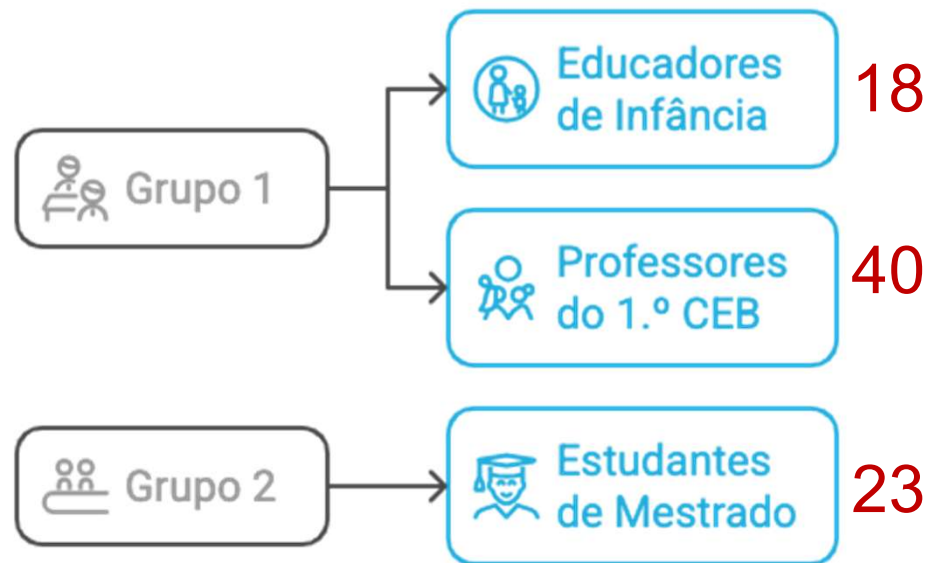 Grupo 1
Educadores
de Infância
18
Professores
do 1.º CEB
40
Grupo 2
Estudantes
de Mestrado
23